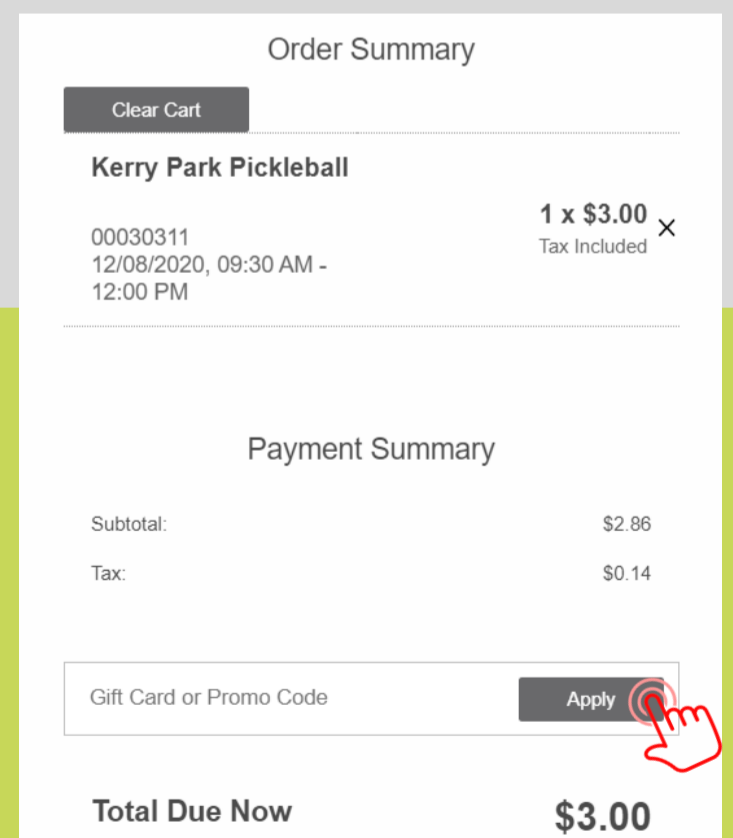 Order Summary
Clear Cart
Kerry Park Pickleball
1 x $3.00
Tax Included
00030311
12/08/2020, 09:30 AM -
12:00 PM
Payment Summary
Subtotal: $2.86
Tax: $0.14
Gift Card or Promo Code Apply
Total Due Now $3.00